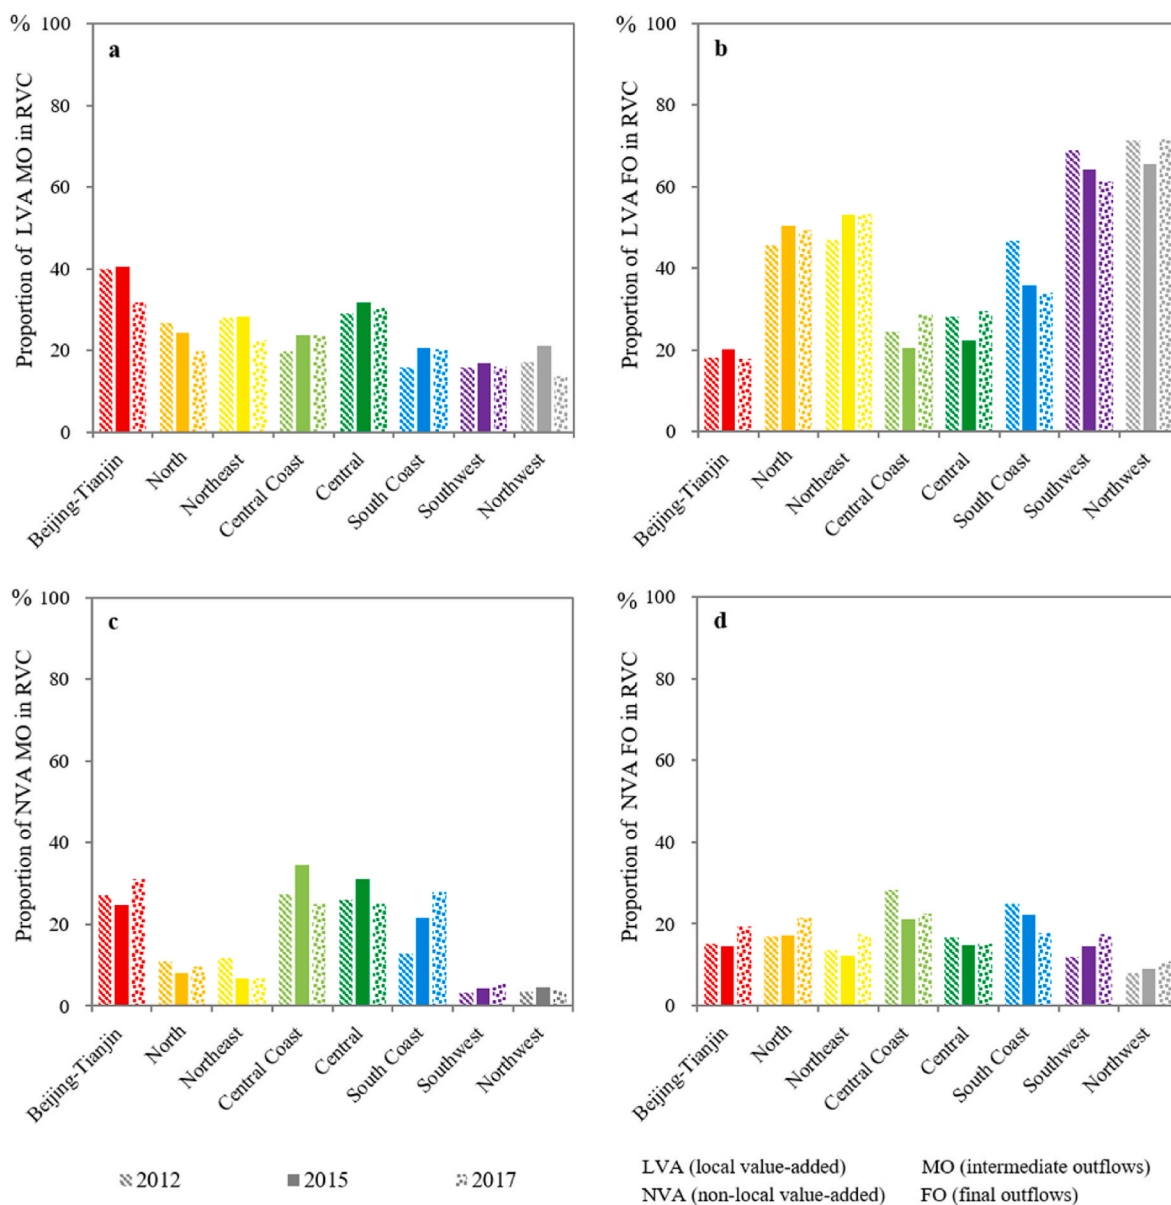 % 100
80
60
40
20
0
a
Proportion of LVA MO in RVC
Beijing-Tianjin
North
Northeast
Central Coast
Central
South Coast
Southwest
Northwest
% 100
80
60
40
20
0
b
Proportion of LVA FO in RVC
Beijing-Tianjin
North
Northeast
Central Coast
Central
South Coast
Southwest
Northwest
% 100
80
60
40
20
0
c
Proportion of NVA MO in RVC
Beijing-Tianjin
North
Northeast
Central Coast
Central
South Coast
Southwest
Northwest
% 100
80
60
40
20
0
d
Proportion of NVA FO in RVC
Beijing-Tianjin
North
Northeast
Central Coast
Central
South Coast
Southwest
Northwest
2012 2015 2017
LVA (local value-added) MO (intermediate outflows)
NVA (non-local value-added) FO (final outflows)